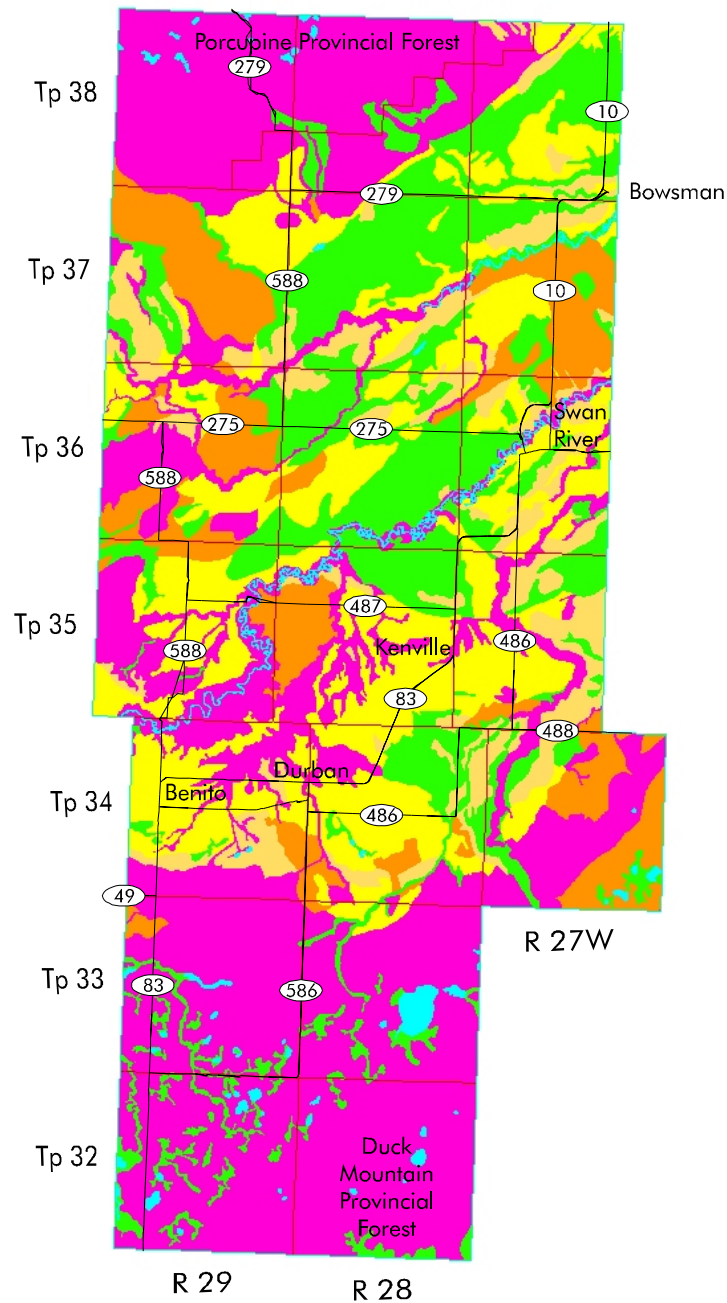 Porcupine Provincial Forest
279
Tp 38
10
279
Bowsman
Tp 37
588
10
Swan
River
275
275
Tp 36
588
487
Tp 35
Kenville
486
588
83
488
Durban
Benito
Tp 34
486
49
R 27W
Tp 33
83
586
Duck
Mountain
Provincial
Forest
Tp 32
R 29
R 28